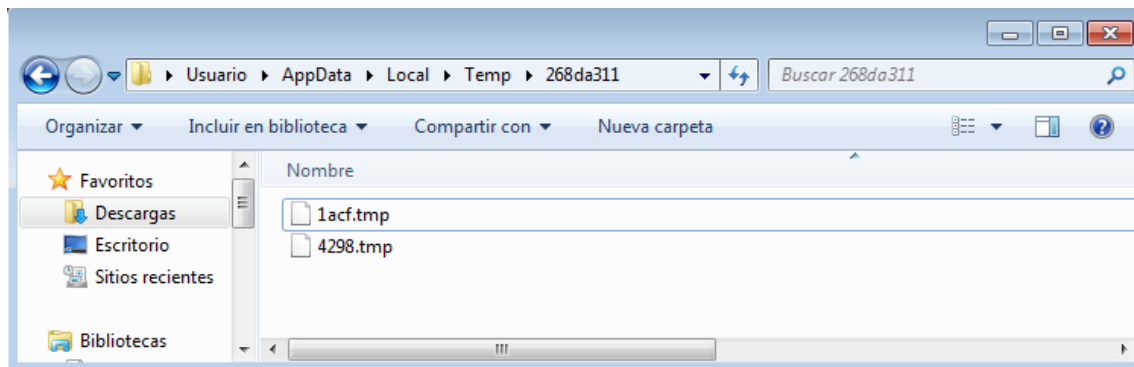 Usuario ▸ AppData ▸ Local ▸ Temp ▸ 268da311
Buscar 268da311
Organizar Incluir en biblioteca Compartir con Nueva carpeta
Nombre
Favoritos
Descargas
Escritorio
Sitios recientes
Bibliotecas
1acf.tmp
4298.tmp